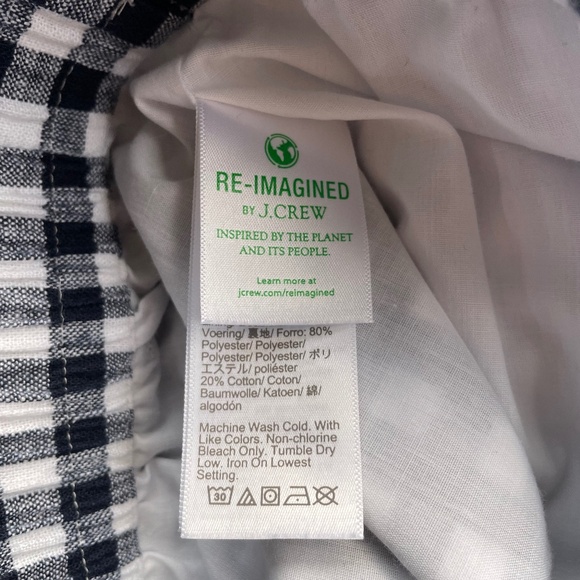 RE-IMAGINED
BY J.CREW
INSPIRED BY THE PLANET
AND ITS PEOPLE.
Learn more at
jcrew.com/reimagined
Voering/ 裏地/ Forro: 80%
Polyester/ Polyester/
Polyester/ Polyester/ ポリ
エステル/ poliéster
20% Cotton/ Coton/
Baumwolle/ Katoen/ 綿/
algodón
Machine Wash Cold. With
Like Colors. Non-chlorine
Bleach Only. Tumble Dry
Low. Iron On Lowest
Setting.
30